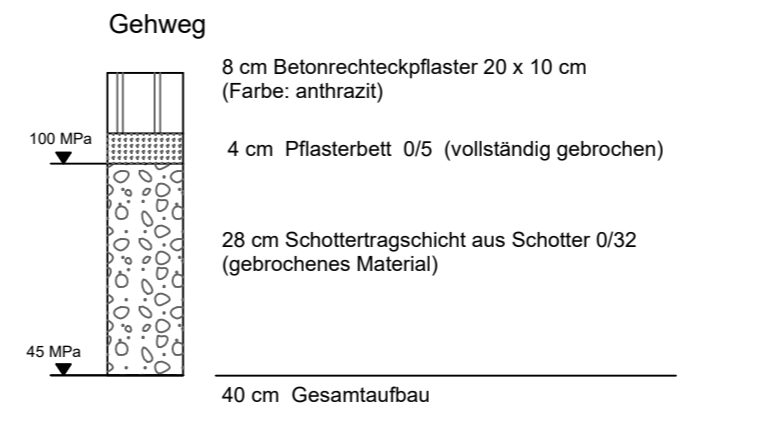 Gehweg
8 cm Betonrechteckpflaster 20 x 10 cm
(Farbe: anthrazit)
100 MPa
4 cm Pflasterbett 0/5 (vollständig gebrochen)
28 cm Schottertragschicht aus Schotter 0/32
(gebrochenes Material)
45 MPa
40 cm Gesamtaufbau